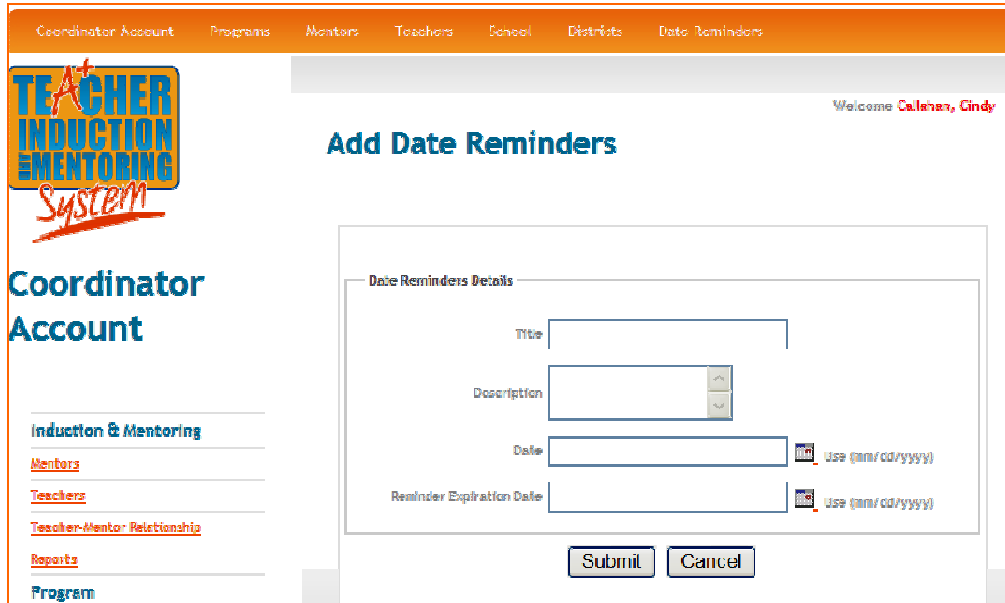 Coordinator Account Programs Mentors Teachers School Districts Date Reminders
A+
TEACHER
INDUCTION
AND MENTORING
System
Welcome Callahan, Cindy
Add Date Reminders
Coordinator
Account
Date Reminders Details
Title
Description
Date Use (mm/dd/yyyy)
Reminder Expiration Date Use (mm/dd/yyyy)
Submit Cancel
Induction & Mentoring
Mentors
Teachers
Teacher-Mentor Relationship
Reports
Program